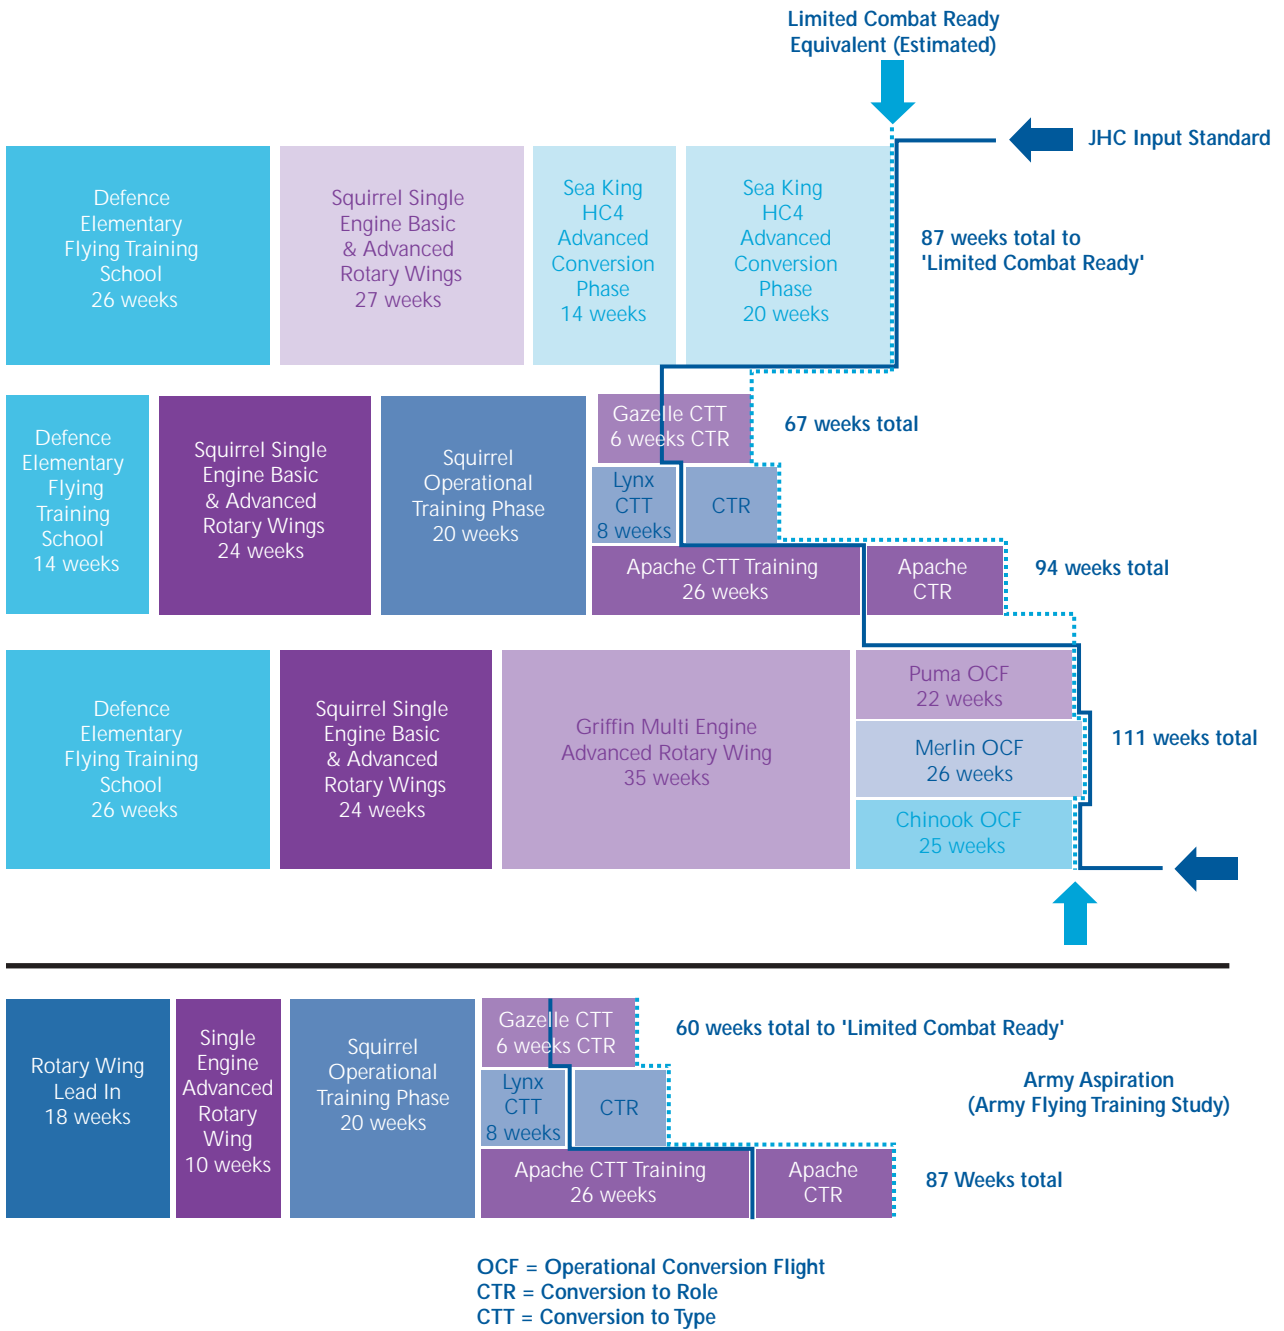 Limited Combat Ready
Equivalent (Estimated)
JHC Input Standard
Defence
Elementary
Flying Training
School
26 weeks
Squirrel Single
Engine Basic
& Advanced
Rotary Wings
27 weeks
Sea King
HC4
Advanced
Conversion
Phase
14 weeks
Sea King
HC4
Advanced
Conversion
Phase
20 weeks
87 weeks total to
'Limited Combat Ready'
Defence
Elementary
Flying
Training
School
14 weeks
Squirrel Single
Engine Basic
& Advanced
Rotary Wings
24 weeks
Squirrel
Operational
Training Phase
20 weeks
Gazelle CTT
6 weeks CTR
67 weeks total
Lynx
CTT
8 weeks
CTR
Apache CTT Training
26 weeks
Apache
CTR
94 weeks total
Defence
Elementary
Flying Training
School
26 weeks
Squirrel Single
Engine Basic
& Advanced
Rotary Wings
24 weeks
Griffin Multi Engine
Advanced Rotary Wing
35 weeks
Puma OCF
22 weeks
Merlin OCF
26 weeks
Chinook OCF
25 weeks
111 weeks total
Rotary Wing
Lead In
18 weeks
Single
Engine
Advanced
Rotary
Wing
10 weeks
Squirrel
Operational
Training Phase
20 weeks
Gazelle CTT
6 weeks CTR
60 weeks total to 'Limited Combat Ready'
Lynx
CTT
8 weeks
CTR
Army Aspiration
(Army Flying Training Study)
Apache CTT Training
26 weeks
Apache
CTR
87 Weeks total
OCF = Operational Conversion Flight
CTR = Conversion to Role
CTT = Conversion to Type